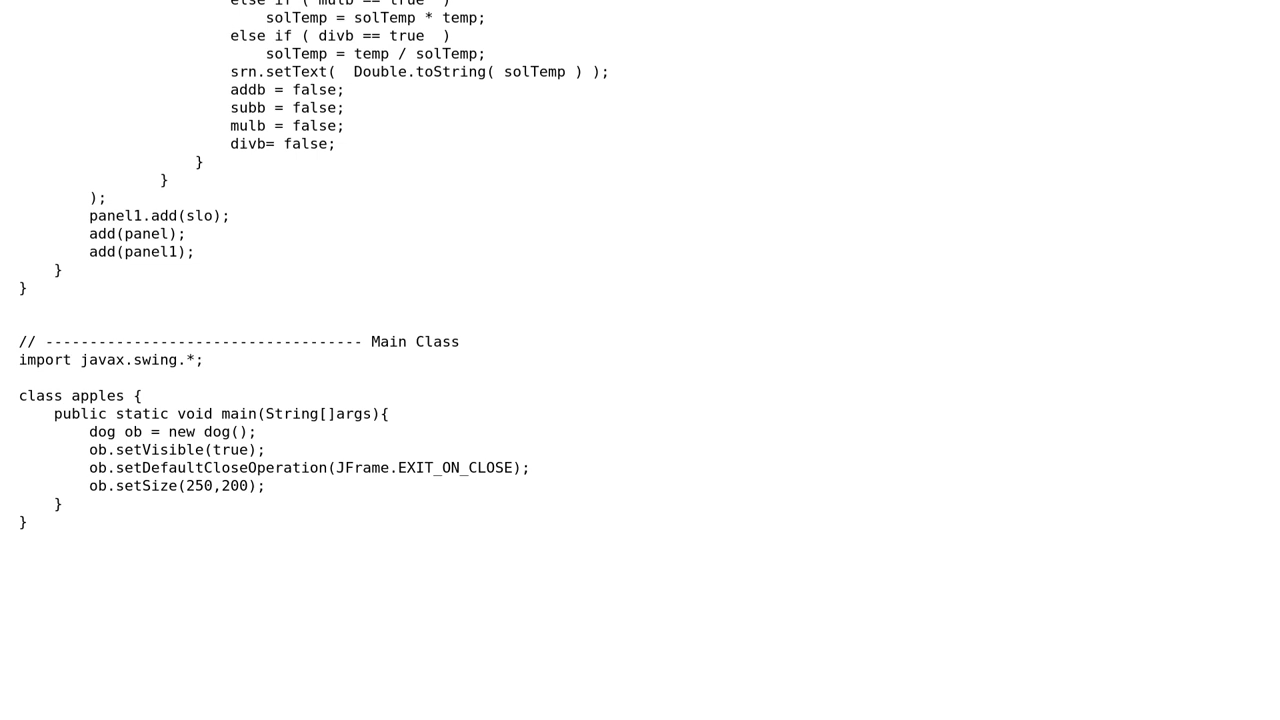 else if ( mulb == true  )
solTemp = solTemp * temp;
else if ( divb == true  )
solTemp = temp / solTemp;
srn.setText(  Double.toString( solTemp ) );
addb = false;
subb = false;
mulb = false;
divb= false;
}
}
);
panel1.add(slo);
add(panel);
add(panel1);
}
}
// ------------------------------------ Main Class
import javax.swing.*;
class apples {
public static void main(String[]args){
dog ob = new dog();
ob.setVisible(true);
ob.setDefaultCloseOperation(JFrame.EXIT_ON_CLOSE);
ob.setSize(250,200);
}
}